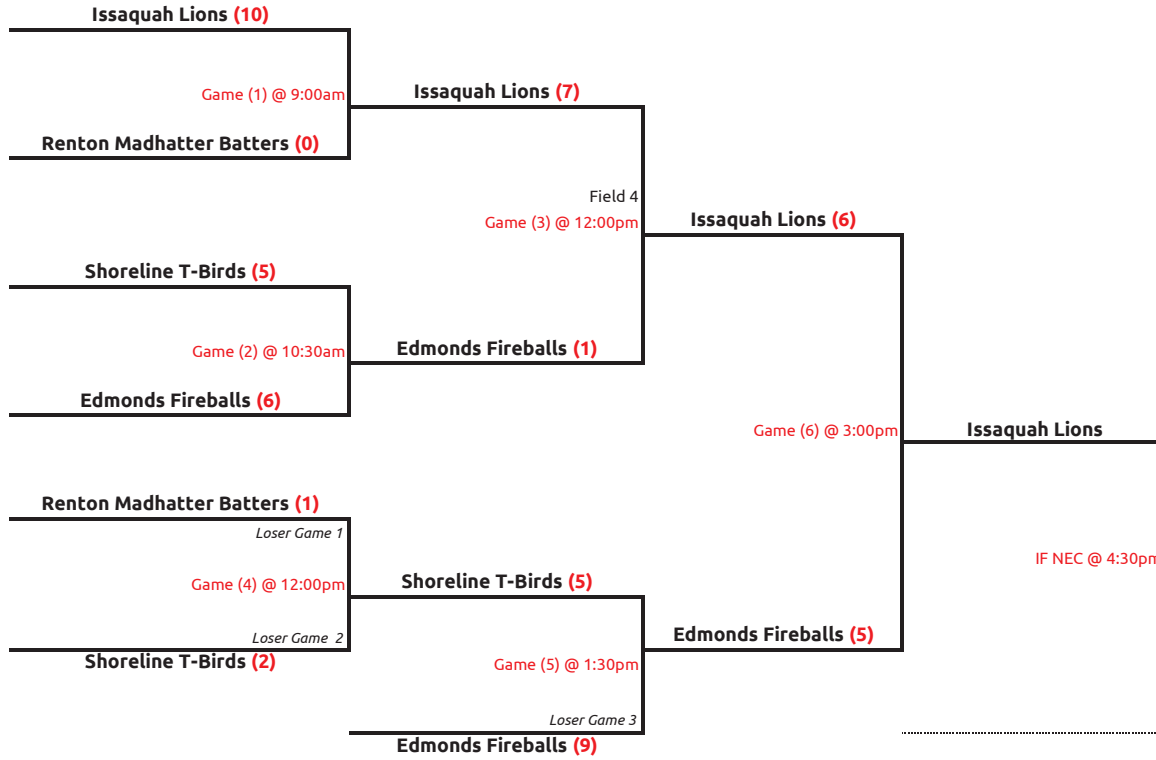 Issaquah Lions (10)
Game (1) @ 9:00am
Issaquah Lions (7)
Renton Madhatter Batters (0)
Field 4
Game (3) @ 12:00pm
Issaquah Lions (6)
Shoreline T-Birds (5)
Game (2) @ 10:30am
Edmonds Fireballs (1)
Edmonds Fireballs (6)
Game (6) @ 3:00pm
Issaquah Lions
Renton Madhatter Batters (1)
Loser Game 1
IF NEC @ 4:30pm
Game (4) @ 12:00pm
Shoreline T-Birds (5)
Loser Game 2
Edmonds Fireballs (5)
Shoreline T-Birds (2)
Game (5) @ 1:30pm
Loser Game 3
Edmonds Fireballs (9)